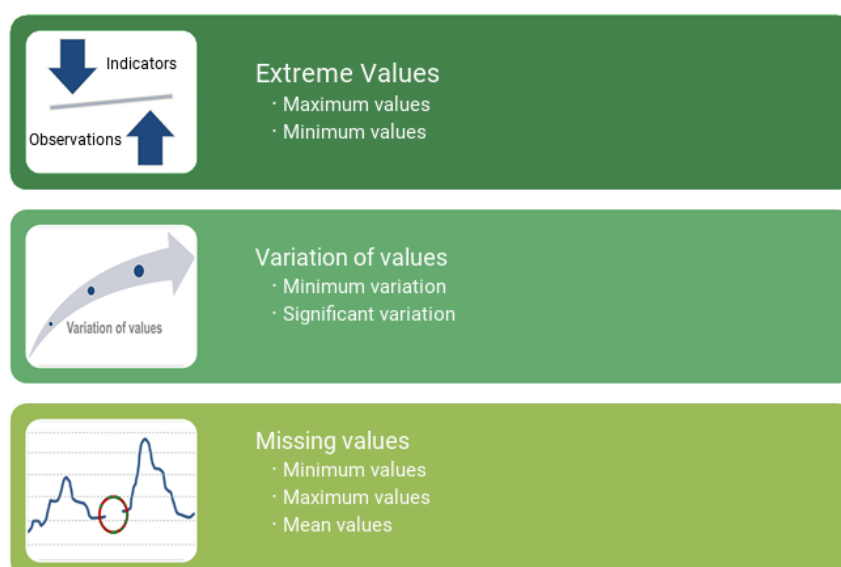 Indicators
Observations
Extreme Values
· Maximum values
· Minimum values
Variation of values
Variation of values
· Minimum variation
· Significant variation
Missing values
· Minimum values
· Maximum values
· Mean values